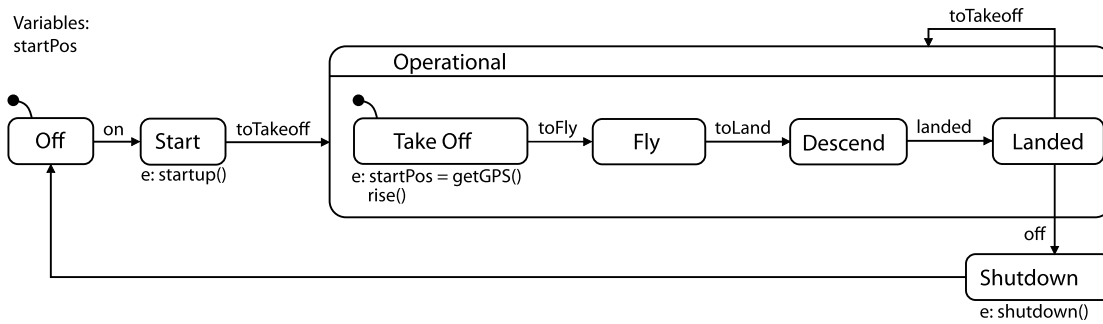 Variables:
startPos
toTakeoff
Operational
Off
on
Start
toTakeoff
Take Off
toFly
Fly
toLand
Descend
landed
Landed
e: startup()
e: startPos = getGPS()
rise()
off
Shutdown
e: shutdown()